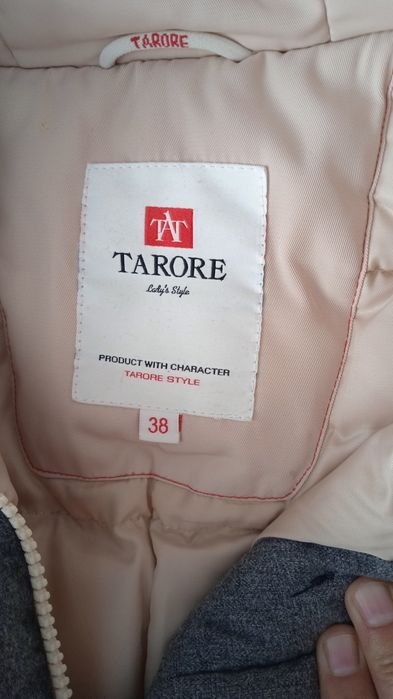 TARORE
TAT
TARORE
Lady's Style
PRODUCT WITH CHARACTER
TARORE STYLE
38